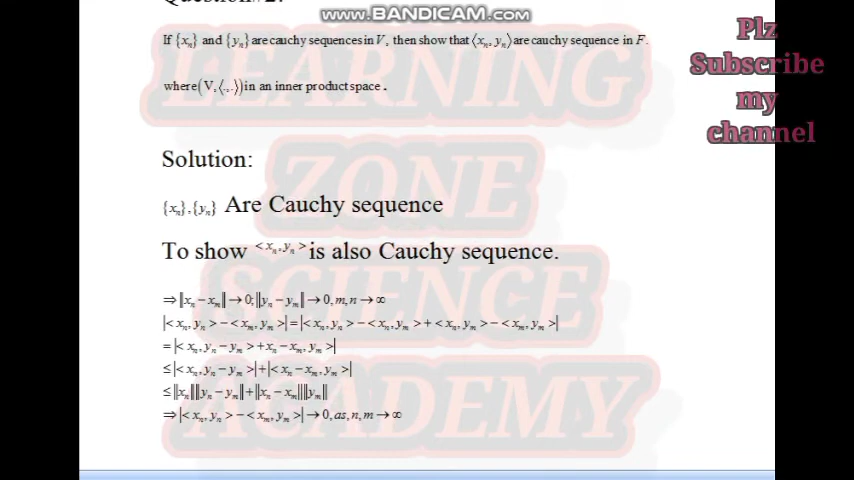 Question#2:
www.BANDICAM.com
If {xₙ} and {yₙ} are cauchy sequences in V, then show that ⟨xₙ, yₙ⟩ are cauchy sequence in F.
where (V, ⟨.,.⟩) in an inner product space .
Plz
Subscribe
my
channel
LEARNING
ZONE
SCIENCE
ACADEMY
Solution:
{xₙ},{yₙ} Are Cauchy sequence
To show <xₙ, yₙ> is also Cauchy sequence.
⇒ ||xₙ − xₘ|| → 0; ||yₙ − yₘ|| → 0, m, n → ∞
|< xₙ, yₙ > − < xₘ, yₘ >| = |< xₙ, yₙ > − < xₙ, yₘ > + < xₙ, yₘ > − < xₘ, yₘ >|
= |< xₙ, yₙ − yₘ > + xₙ − xₘ, yₘ >|
≤ |< xₙ, yₙ − yₘ >| + |< xₙ − xₘ, yₘ >|
≤ ||xₙ|| ||yₙ − yₘ|| + ||xₙ − xₘ|| ||yₘ||
⇒ |< xₙ, yₙ > − < xₘ, yₘ >| → 0, as, n, m → ∞